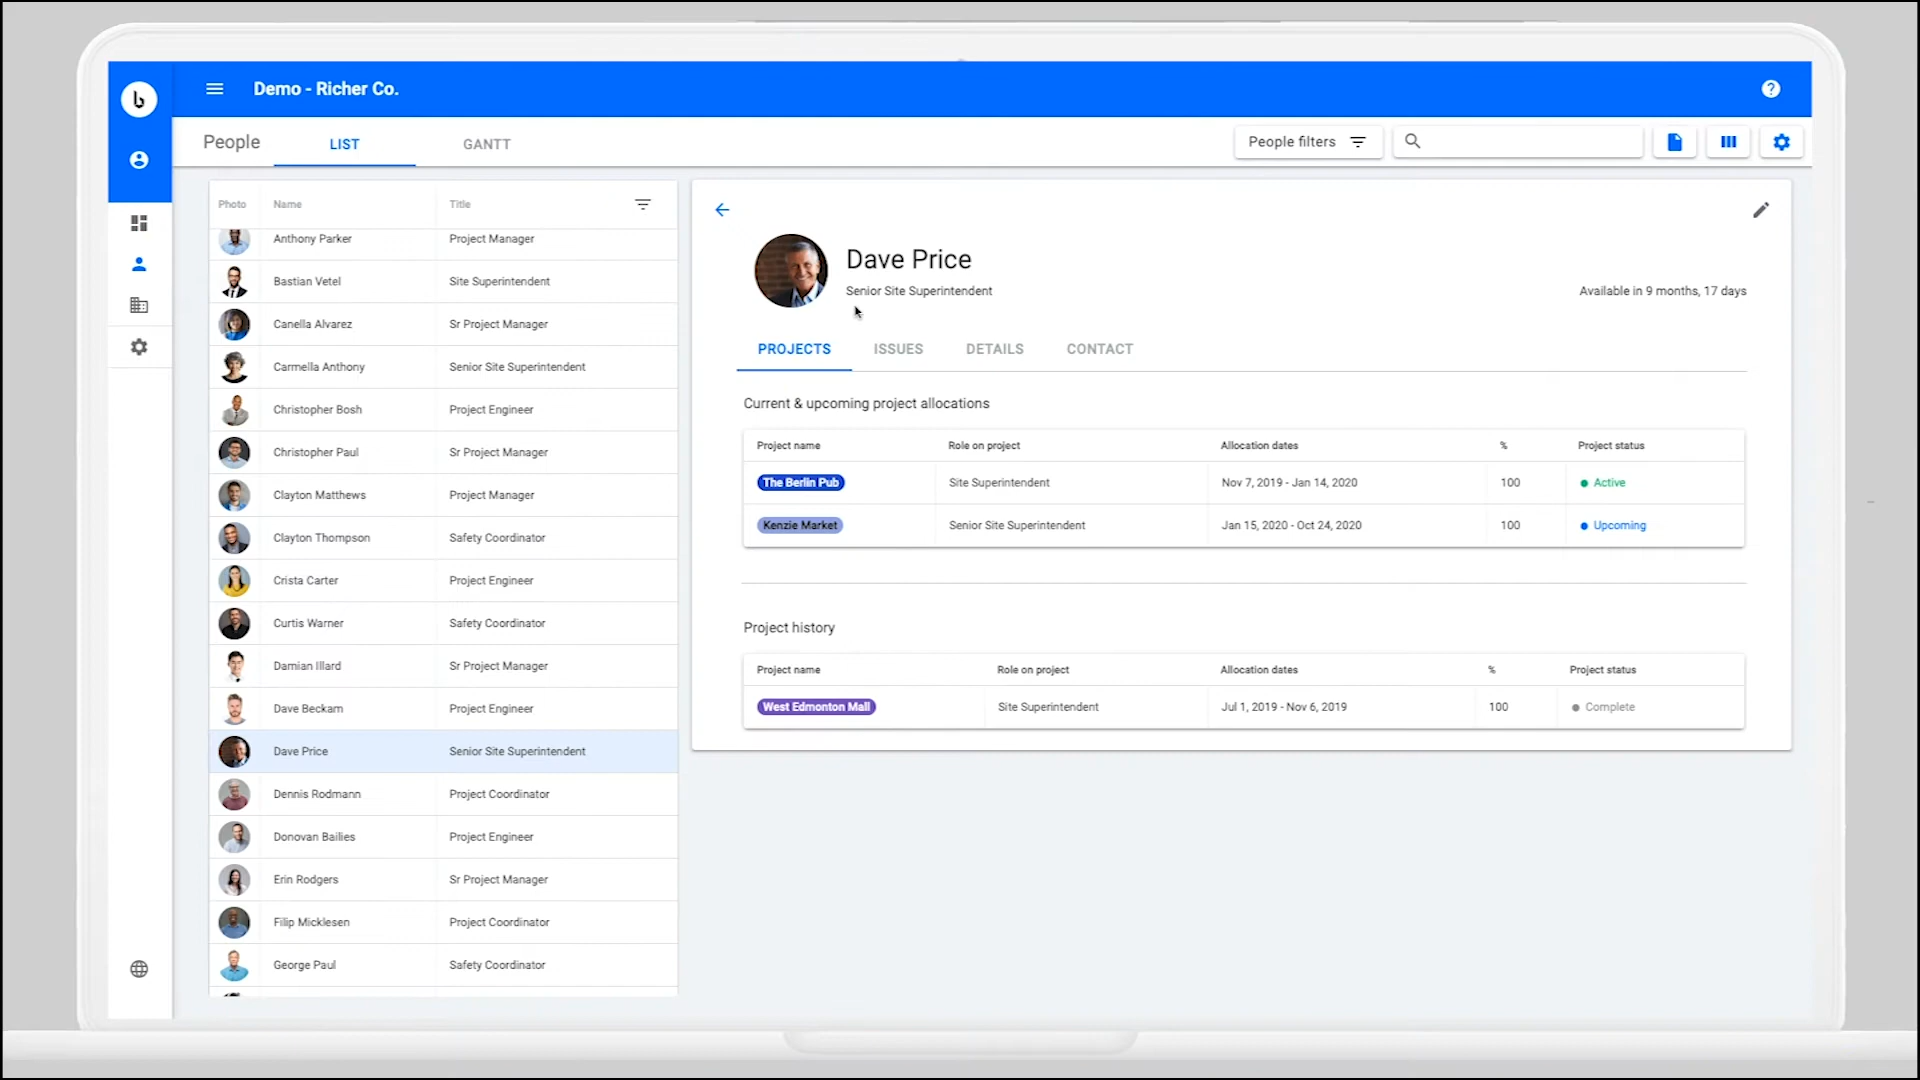 b
Demo - Richer Co.
?
People
LIST
GANTT
People filters
Photo Name Title
Anthony Parker Project Manager
Bastian Vetel Site Superintendent
Canella Alvarez Sr Project Manager
Carmella Anthony Senior Site Superintendent
Christopher Bosh Project Engineer
Christopher Paul Sr Project Manager
Clayton Matthews Project Manager
Clayton Thompson Safety Coordinator
Crista Carter Project Engineer
Curtis Warner Safety Coordinator
Damian Illard Sr Project Manager
Dave Beckam Project Engineer
Dave Price Senior Site Superintendent
Dennis Rodmann Project Coordinator
Donovan Bailies Project Engineer
Erin Rodgers Sr Project Manager
Filip Micklesen Project Coordinator
George Paul Safety Coordinator
Dave Price
Senior Site Superintendent
Available in 9 months, 17 days
PROJECTS ISSUES DETAILS CONTACT
Current & upcoming project allocations
Project name Role on project Allocation dates % Project status
The Berlin Pub Site Superintendent Nov 7, 2019 - Jan 14, 2020 100 Active
Kenzie Market Senior Site Superintendent Jan 15, 2020 - Oct 24, 2020 100 Upcoming
Project history
Project name Role on project Allocation dates % Project status
West Edmonton Mall Site Superintendent Jul 1, 2019 - Nov 6, 2019 100 Complete